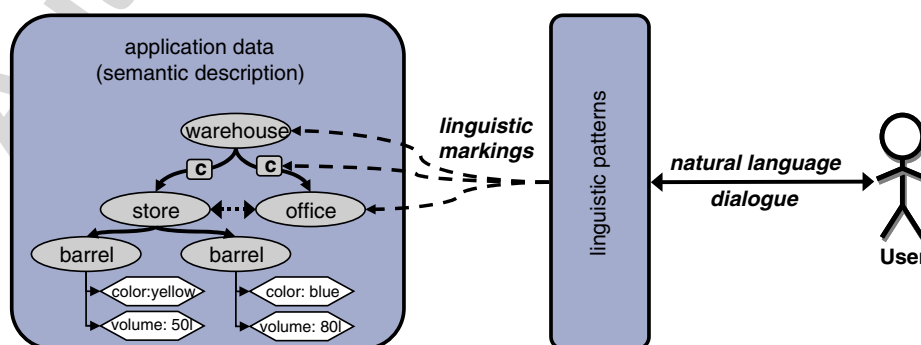 application data
(semantic description)
warehouse
c
c
store
office
barrel
barrel
color:yellow
color: blue
volume: 50l
volume: 80l
linguistic
markings
linguistic patterns
natural language
dialogue
User